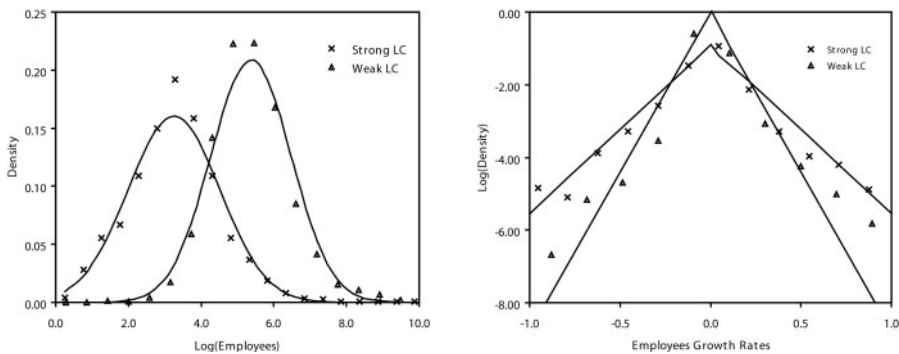 0.25
0.20
0.15
0.10
0.05
0.00
Density
0.0
2.0
4.0
6.0
8.0
10.0
Log(Employees)
Strong LC
Weak LC
0.00
-2.00
-4.00
-6.00
-8.00
Log(Density)
-1.0
-0.5
0.0
0.5
1.0
Employees Growth Rates
Strong LC
Weak LC